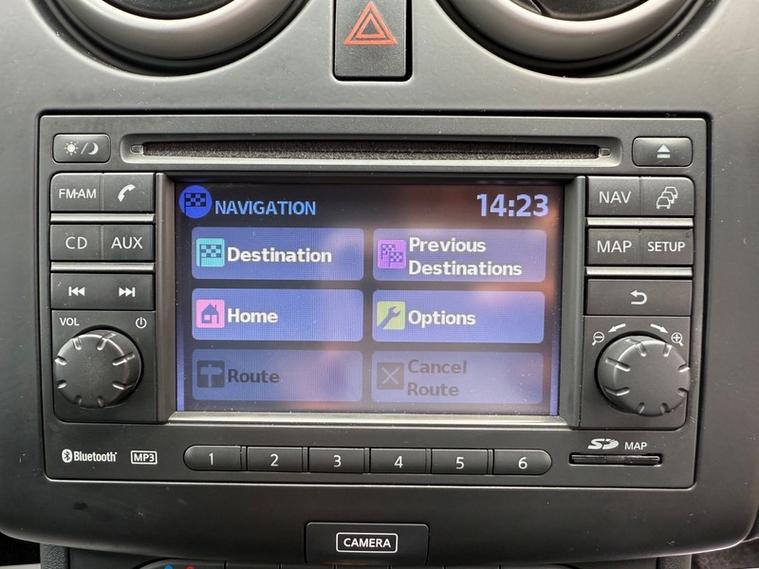 FM·AM
NAV
NAVIGATION
14:23
CD
AUX
Destination
Previous
Destinations
MAP
SETUP
VOL
Home
Options
Route
Cancel
Route
Bluetooth
MP3
1
2
3
4
5
6
SD
MAP
CAMERA